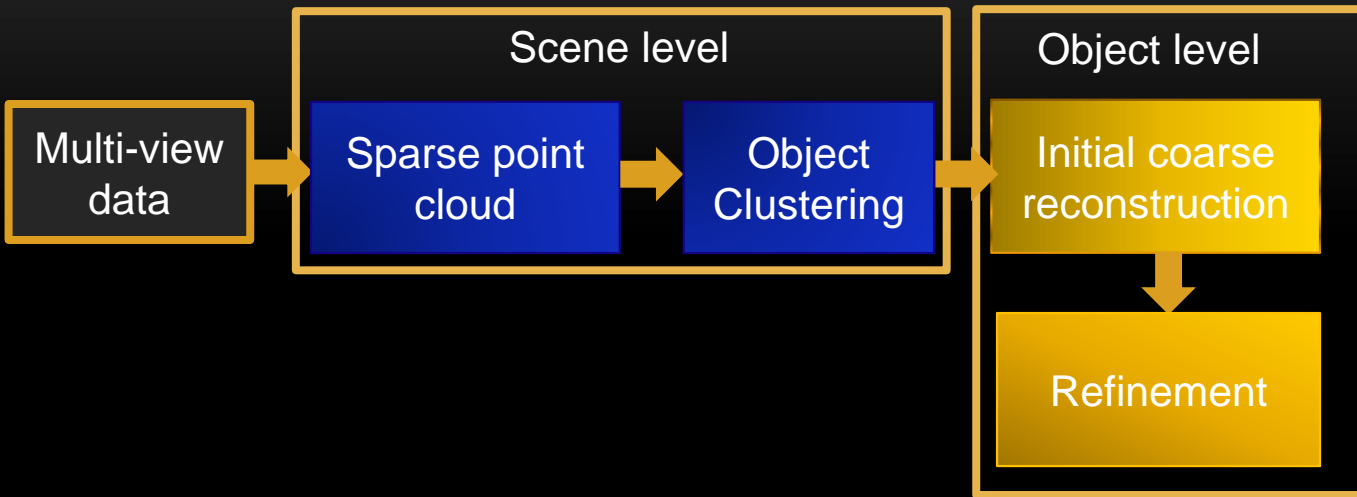 Scene level
Object level
Multi-view
data
Sparse point
cloud
Object
Clustering
Initial coarse
reconstruction
Refinement